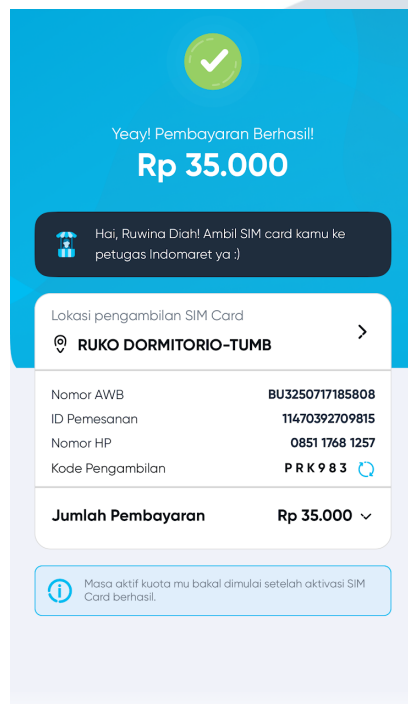 Yeay! Pembayaran Berhasil!
Rp 35.000
Hai, Ruwina Diah! Ambil SIM card kamu ke
petugas Indomaret ya :)
Lokasi pengambilan SIM Card
RUKO DORMITORIO-TUMB
Nomor AWB BU3250717185808
ID Pemesanan 11470392709815
Nomor HP 0851 1768 1257
Kode Pengambilan PRK983
Jumlah Pembayaran Rp 35.000
Masa aktif kuota mu bakal dimulai setelah aktivasi SIM
Card berhasil.